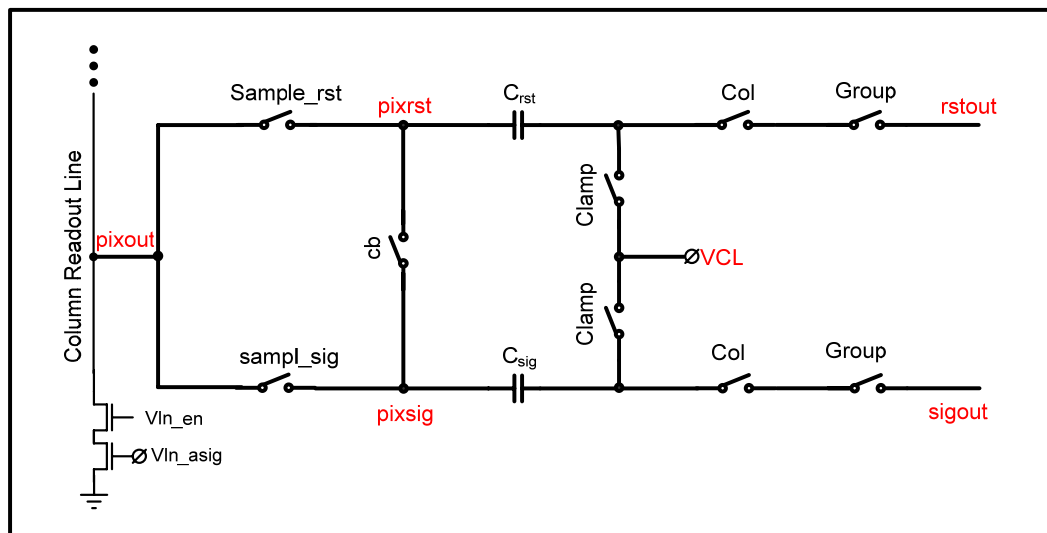 Sample_rst
pixrst
Crst
Col
Group
rstout
Column Readout Line
pixout
cb
Clamp
VCL
Clamp
sampl_sig
pixsig
Csig
Col
Group
sigout
Vln_en
Vln_asig